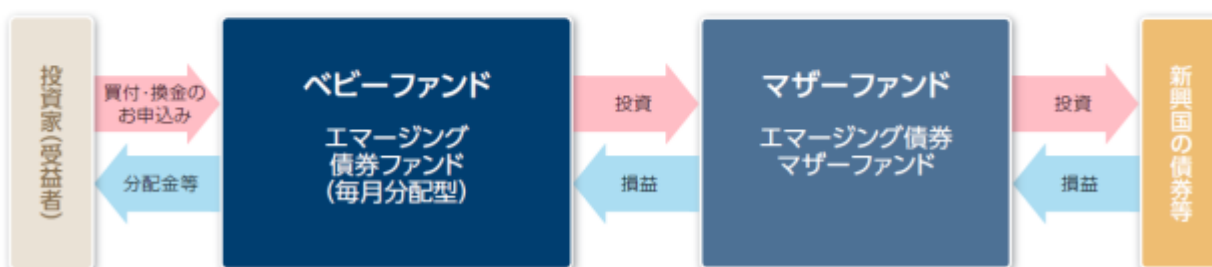 投資家(受益者)
買付・換金の
お申込み
分配金等
ベビーファンド
エマージング
債券ファンド
(毎月分配型)
投資
損益
マザーファンド
エマージング債券
マザーファンド
投資
損益
新興国の債券等